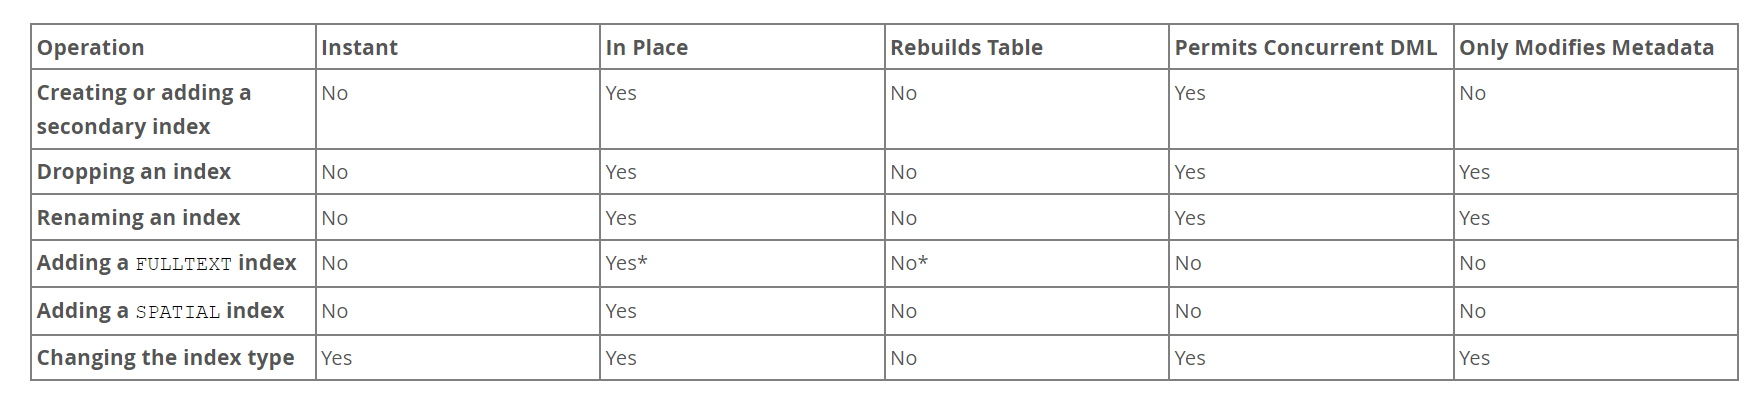 Operation Instant In Place Rebuilds Table Permits Concurrent DML Only Modifies Metadata
Creating or adding a No Yes No Yes No
secondary index
Dropping an index No Yes No Yes Yes
Renaming an index No Yes No Yes Yes
Adding a FULLTEXT index No Yes* No* No No
Adding a SPATIAL index No Yes No No No
Changing the index type Yes Yes No Yes Yes